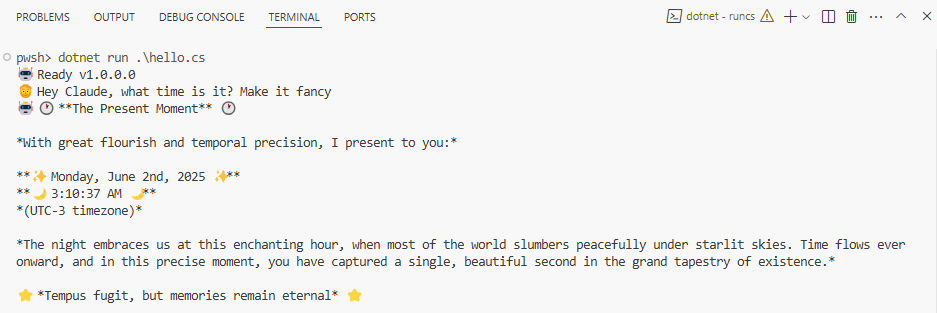 PROBLEMS OUTPUT DEBUG CONSOLE TERMINAL PORTS dotnet - runcs
pwsh> dotnet run .\hello.cs
🤖 Ready v1.0.0.0
👨‍🦲 Hey Claude, what time is it? Make it fancy
🤖 🕐 **The Present Moment** 🕐
*With great flourish and temporal precision, I present to you:*
**✨ Monday, June 2nd, 2025 ✨**
**🌙 3:10:37 AM 🌙**
*(UTC-3 timezone)*
*The night embraces us at this enchanting hour, when most of the world slumbers peacefully under starlit skies. Time flows ever
onward, and in this precise moment, you have captured a single, beautiful second in the grand tapestry of existence.*
⭐ *Tempus fugit, but memories remain eternal* ⭐